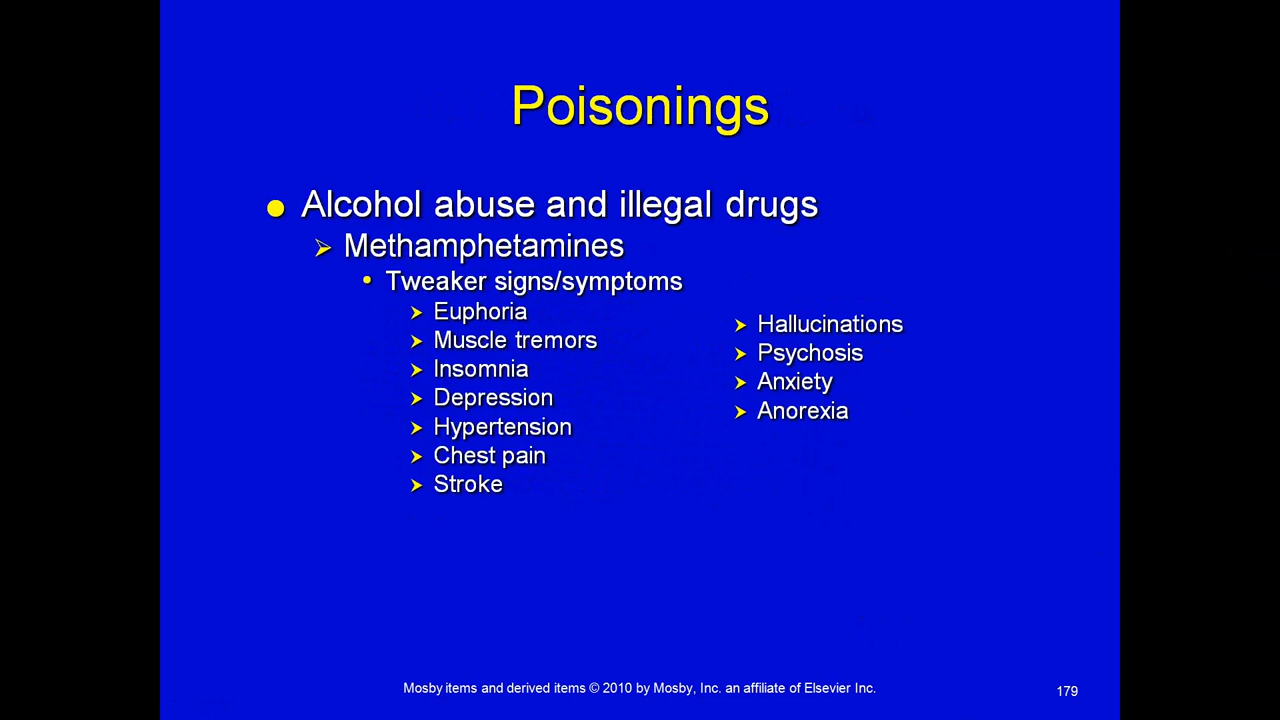 Poisonings
Alcohol abuse and illegal drugs
Methamphetamines
Tweaker signs/symptoms
Euphoria
Muscle tremors
Insomnia
Depression
Hypertension
Chest pain
Stroke
Hallucinations
Psychosis
Anxiety
Anorexia
Mosby items and derived items © 2010 by Mosby, Inc. an affiliate of Elsevier Inc.
179